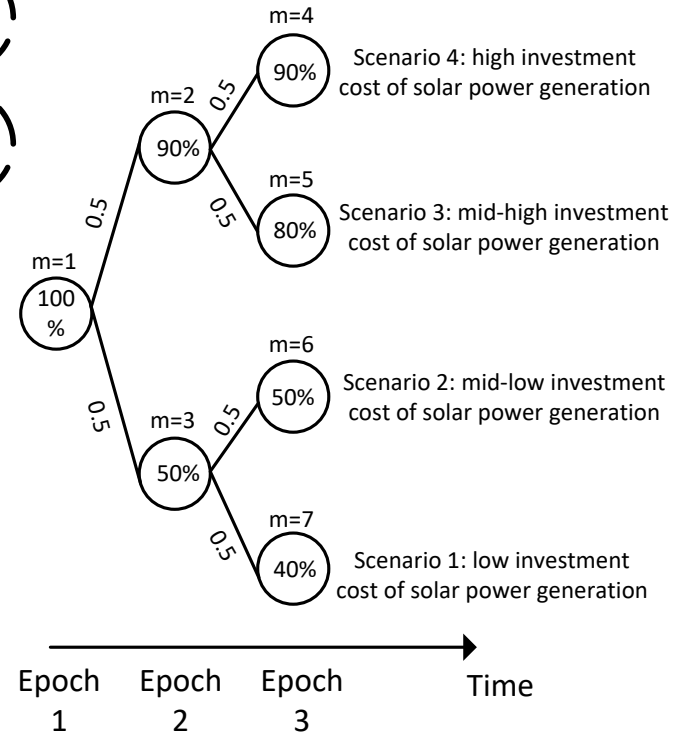 m=4
90%
Scenario 4: high investment
cost of solar power generation
0.5
m=2
90%
m=5
0.5
80%
Scenario 3: mid-high investment
cost of solar power generation
0.5
m=1
100
%
m=6
50%
Scenario 2: mid-low investment
cost of solar power generation
0.5
m=3
0.5
50%
m=7
0.5
40%
Scenario 1: low investment
cost of solar power generation
Epoch
1
Epoch
2
Epoch
3
Time